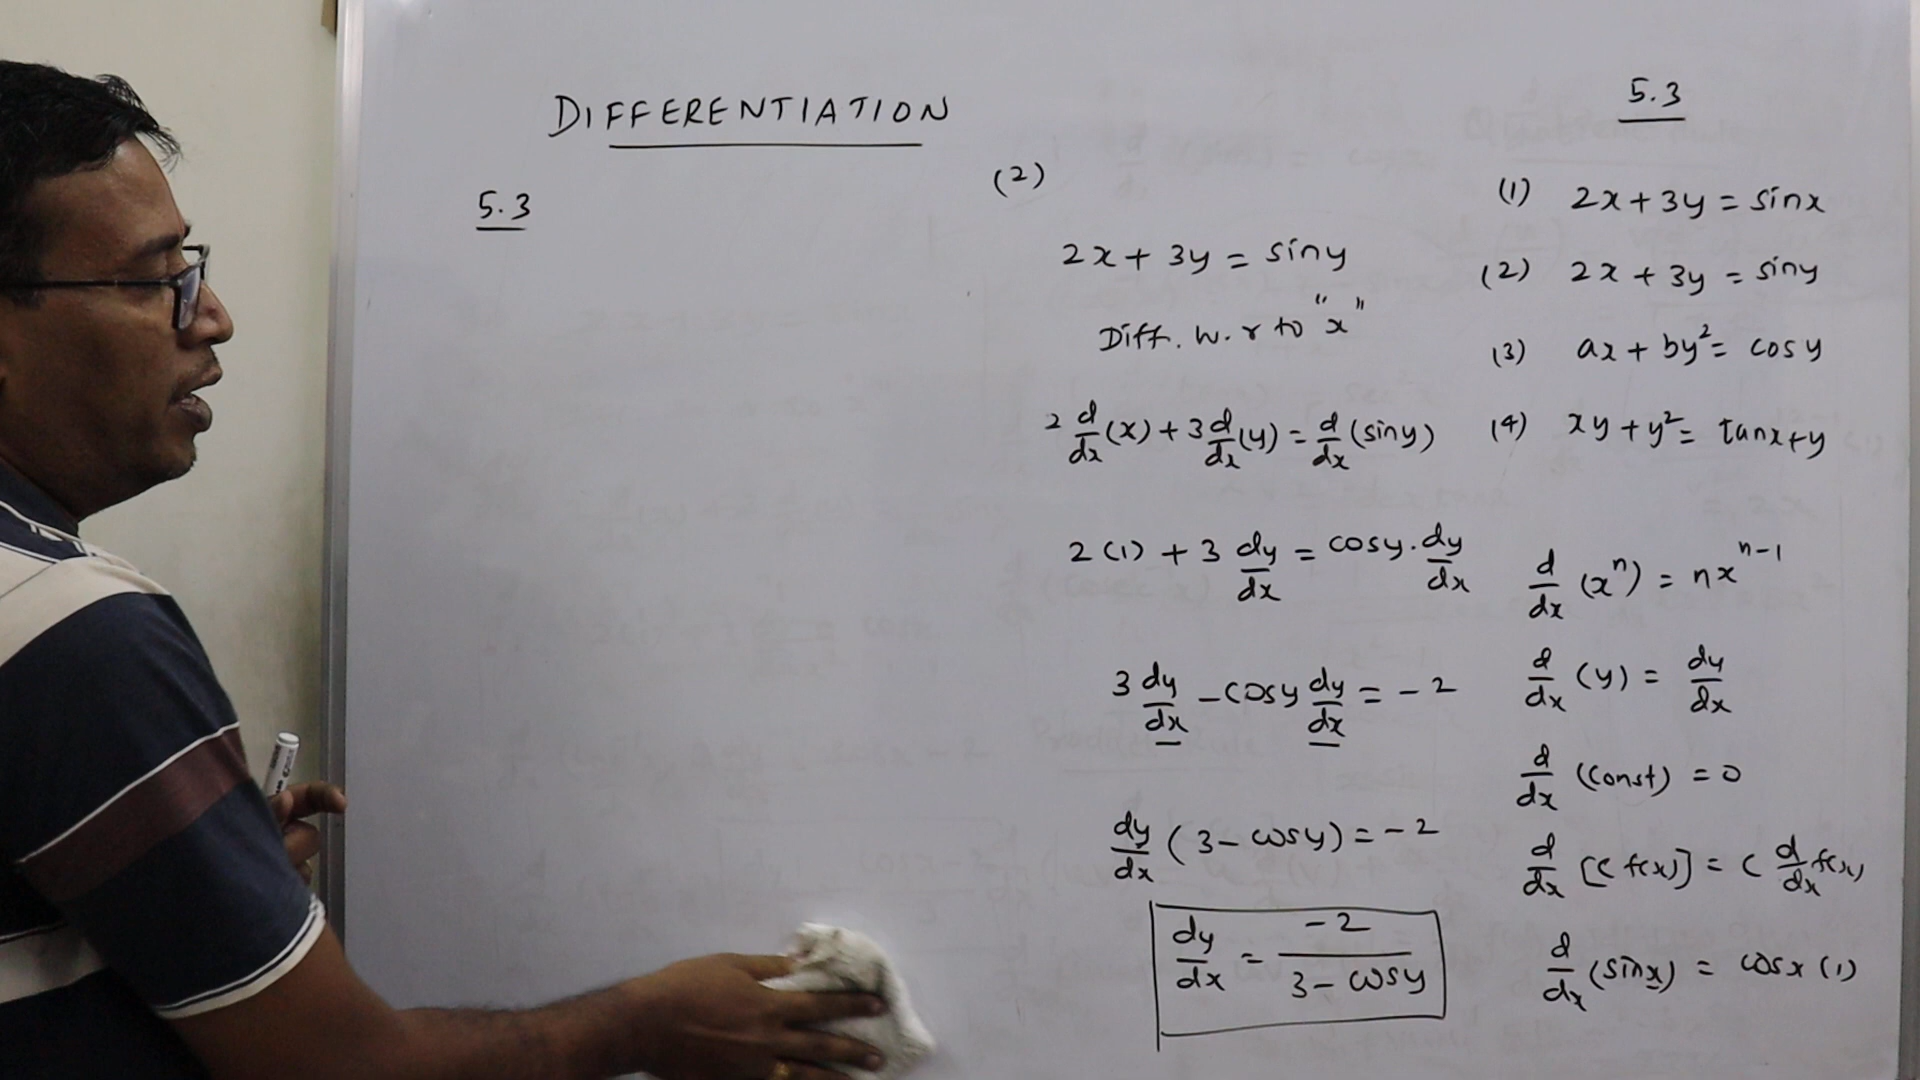 DIFFERENTIATION
5.3
(2)
2x + 3y = siny
Diff. w.r to "x"
2 d/dx (x) + 3 d/dx (y) = d/dx (siny)
2(1) + 3 dy/dx = cosy. dy/dx
3 dy/dx - cosy dy/dx = -2
dy/dx (3 - cosy) = -2
dy/dx = -2/(3 - cosy)
5.3
(1) 2x + 3y = sinx
(2) 2x + 3y = siny
(3) ax + by² = cosy
(4) xy + y² = tanx+y
d/dx (xⁿ) = nxⁿ⁻¹
d/dx (y) = dy/dx
d/dx (const) = 0
d/dx [c f(x)] = c d/dx f(x)
d/dx (sinx) = cosx (1)